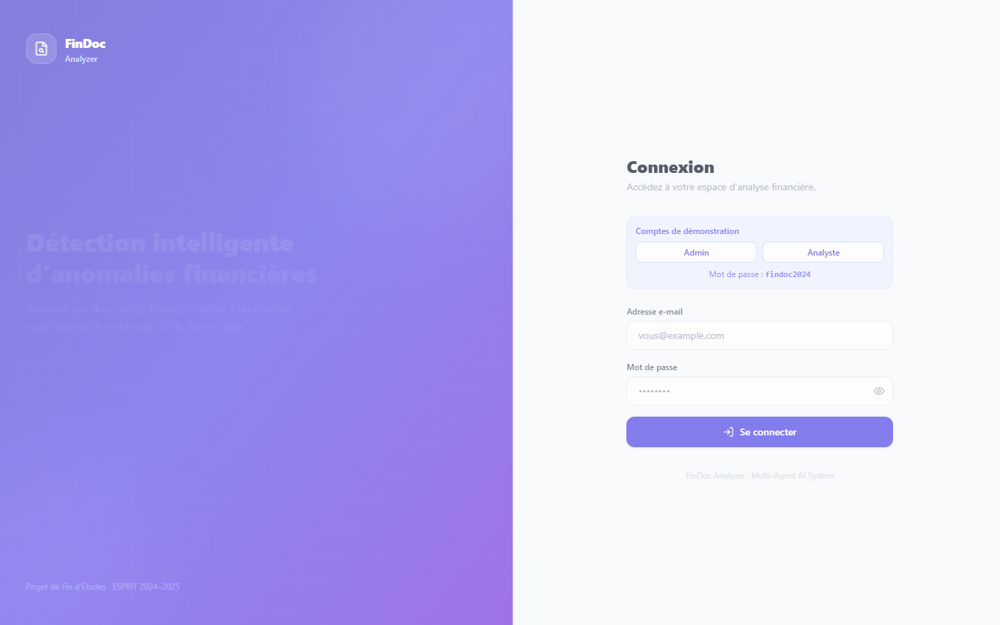 FinDoc
Analyzer
Détection intelligente
d'anomalies financières
Analysez vos documents financiers grâce à un pipeline
multi-agents IA combinant OCR, NLP et RAG.
Projet de Fin d'Études · ESPRIT 2024–2025
Connexion
Accédez à votre espace d'analyse financière.
Comptes de démonstration
Admin
Analyste
Mot de passe : findoc2024
Adresse e-mail
vous@example.com
Mot de passe
••••••••
Se connecter
FinDoc Analyzer · Multi-Agent AI System